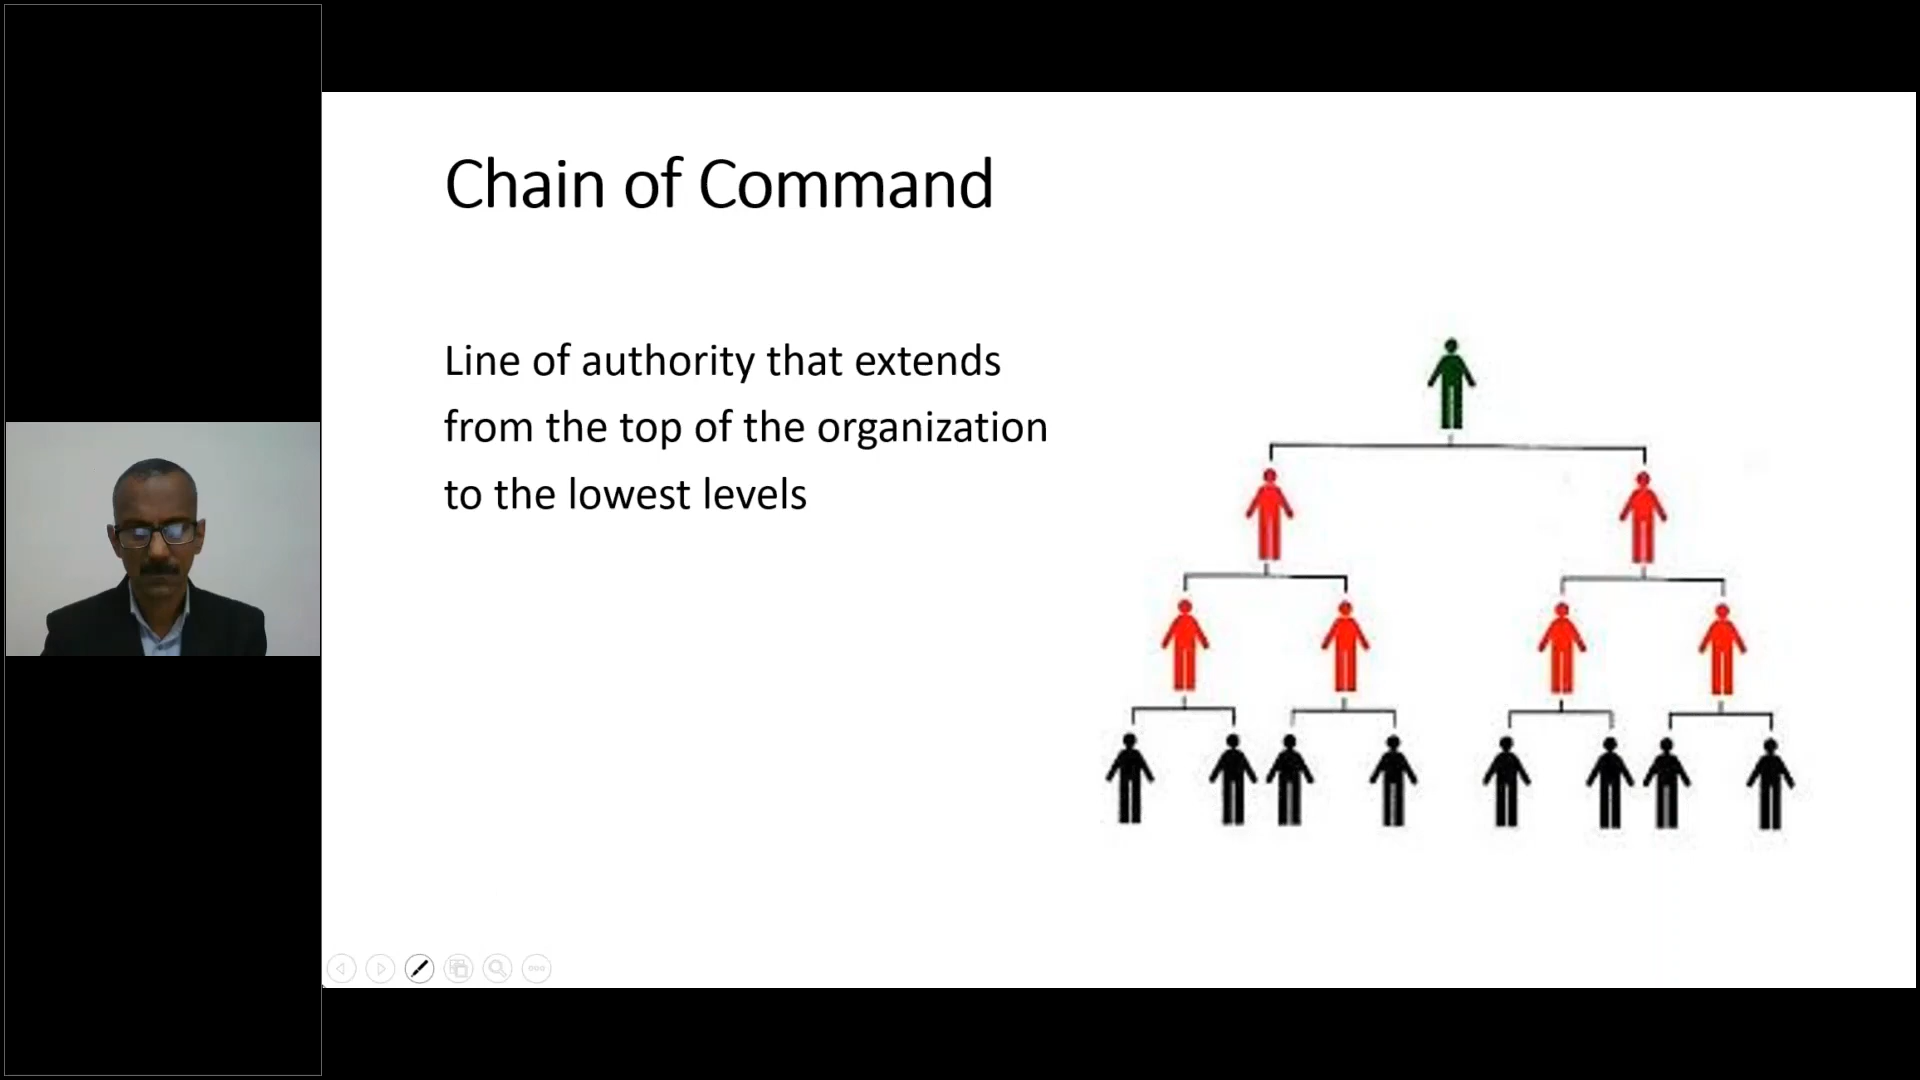 Chain of Command
Line of authority that extends
from the top of the organization
to the lowest levels